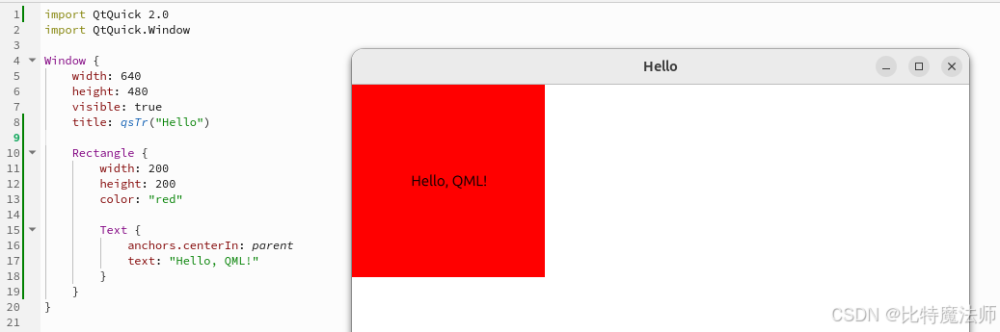 1 import QtQuick 2.0
2 import QtQuick.Window
3
4 Window {
5     width: 640
6     height: 480
7     visible: true
8     title: qsTr("Hello")
9
10     Rectangle {
11         width: 200
12         height: 200
13         color: "red"
14
15         Text {
16             anchors.centerIn: parent
17             text: "Hello, QML!"
18         }
19     }
20 }
21
Hello
Hello, QML!
CSDN @比特魔法师